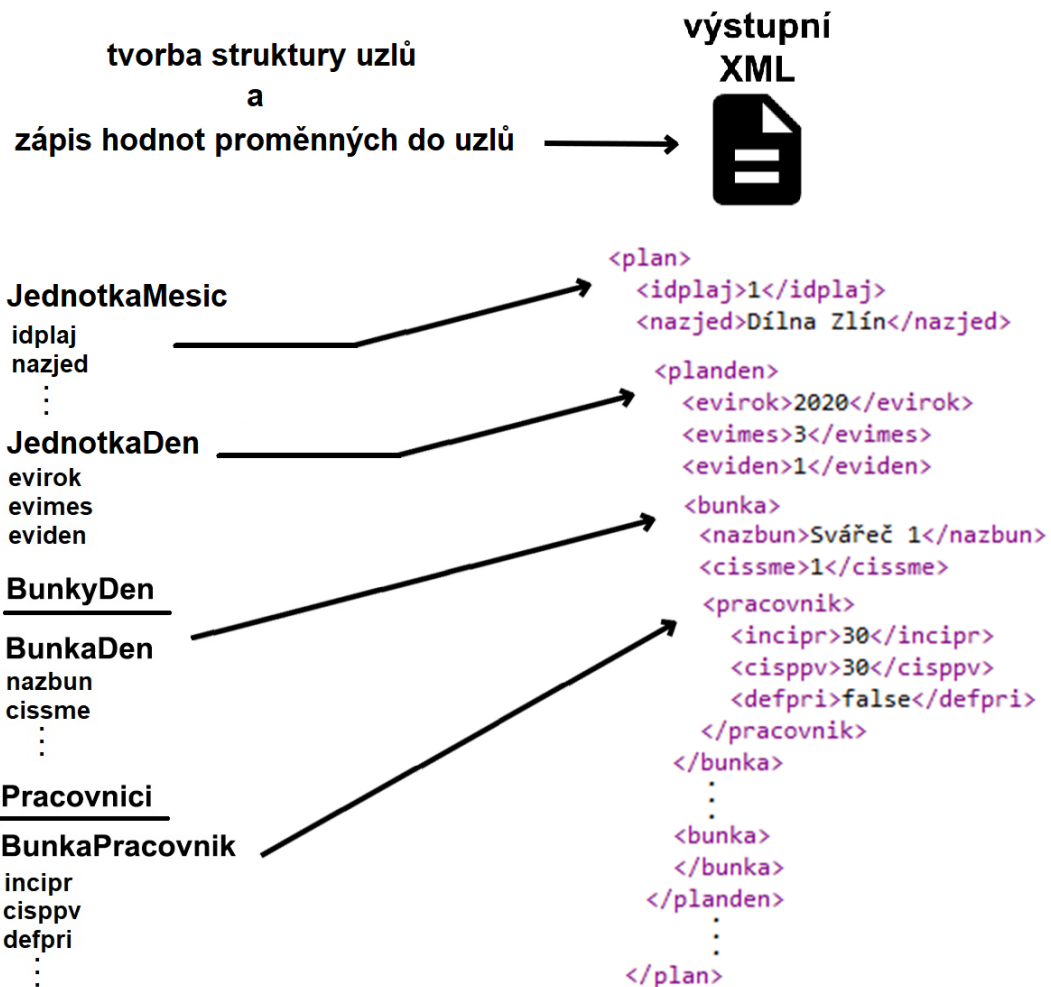 tvorba struktury uzlů
a
zápis hodnot proměnných do uzlů
výstupní
XML
JednotkaMesic
idplaj
nazjed
JednotkaDen
evirok
evimes
eviden
BunkyDen
BunkaDen
nazbun
cissme
Pracovnici
BunkaPracovnik
incipr
cisppv
defpri
<plan>
<idplaj>1</idplaj>
<nazjed>Dílna Zlín</nazjed>
<planden>
<evirok>2020</evirok>
<evimes>3</evimes>
<eviden>1</eviden>
<bunka>
<nazbun>Svářeč 1</nazbun>
<cissme>1</cissme>
<pracovnik>
<incipr>30</incipr>
<cisppv>30</cisppv>
<defpri>false</defpri>
</pracovnik>
</bunka>
<bunka>
</bunka>
</planden>
</plan>